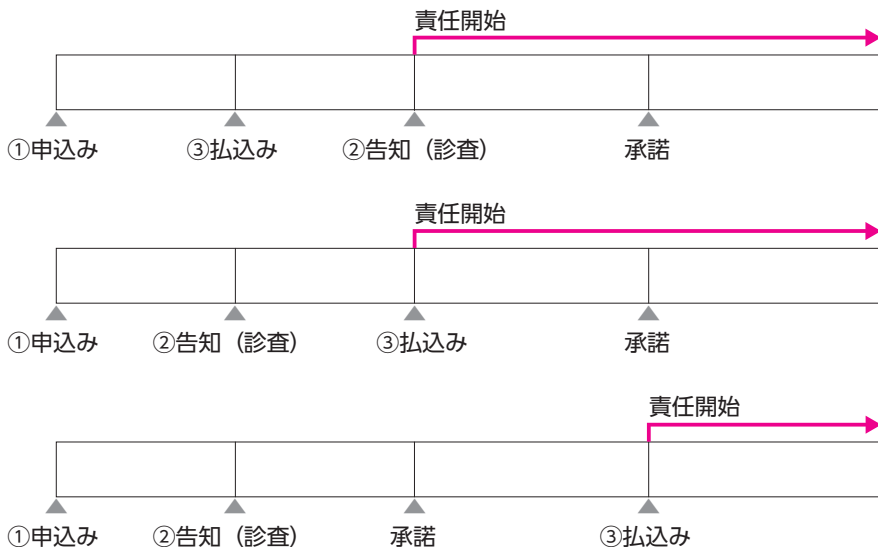 責任開始
①申込み ③払込み ②告知（診査） 承諾
責任開始
①申込み ②告知（診査） ③払込み 承諾
責任開始
①申込み ②告知（診査） 承諾 ③払込み